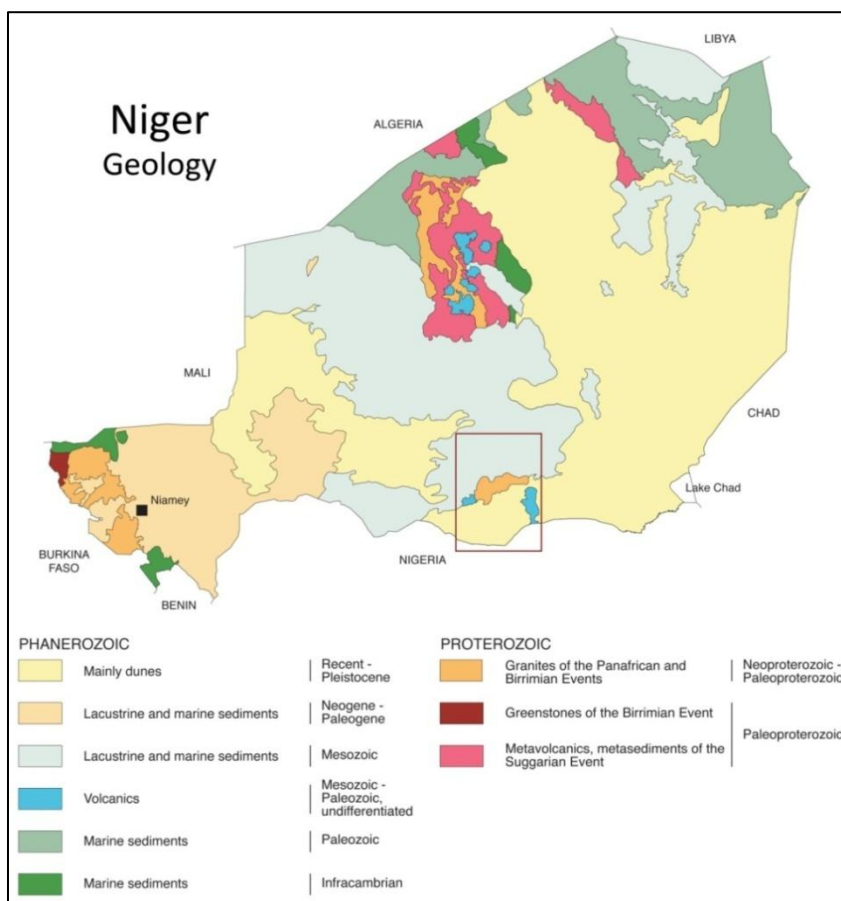 LIBYA
Niger
Geology
ALGERIA
MALI
CHAD
Lake Chad
Niamey
NIGERIA
BURKINA
FASO
BENIN
PHANEROZOIC
Mainly dunes
Recent -
Pleistocene
Lacustrine and marine sediments
Neogene -
Paleogene
Lacustrine and marine sediments
Mesozoic
Volcanics
Mesozoic -
Paleozoic,
undifferentiated
Marine sediments
Paleozoic
Marine sediments
Infracambrian
PROTEROZOIC
Granites of the Panafrican and
Birrimian Events
Neoproterozoic -
Paleoproterozoic
Greenstones of the Birrimian Event
Metavolcanics, metasediments of the
Suggarian Event
Paleoproterozoic